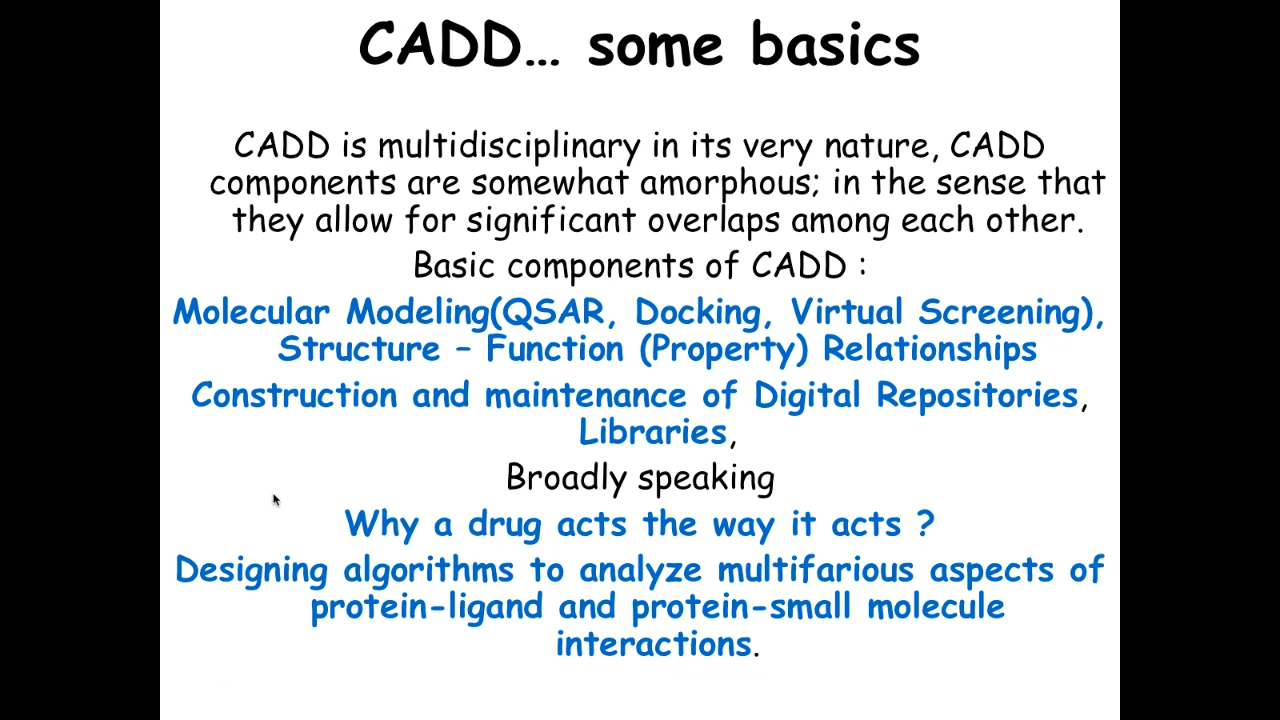 CADD... some basics
CADD is multidisciplinary in its very nature, CADD
components are somewhat amorphous; in the sense that
they allow for significant overlaps among each other.
Basic components of CADD :
Molecular Modeling(QSAR, Docking, Virtual Screening),
Structure – Function (Property) Relationships
Construction and maintenance of Digital Repositories,
Libraries,
Broadly speaking
Why a drug acts the way it acts ?
Designing algorithms to analyze multifarious aspects of
protein-ligand and protein-small molecule
interactions.